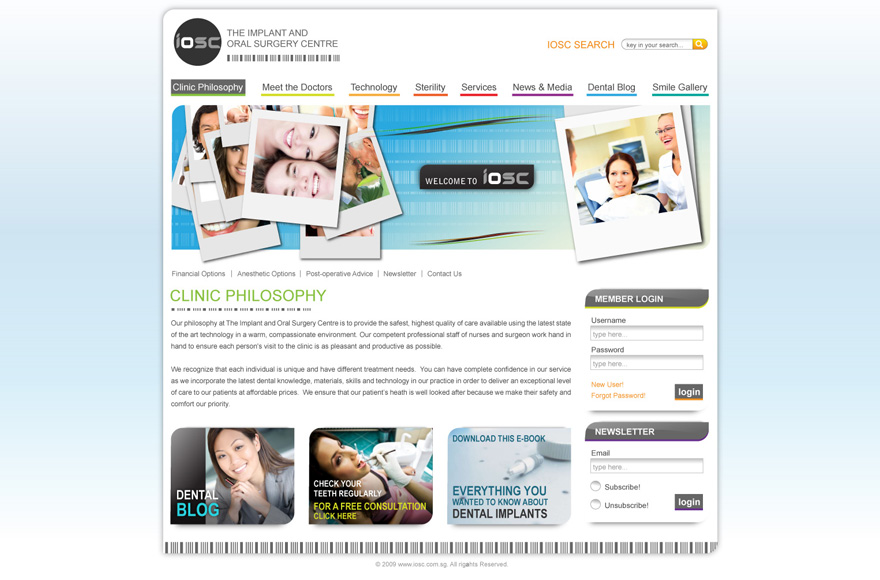 iosc
THE IMPLANT AND
ORAL SURGERY CENTRE
IOSC SEARCH
key in your search...
Clinic Philosophy
Meet the Doctors
Technology
Sterility
Services
News & Media
Dental Blog
Smile Gallery
WELCOME TO iosc
Financial Options | Anesthetic Options | Post-operative Advice | Newsletter | Contact Us
CLINIC PHILOSOPHY
Our philosophy at The Implant and Oral Surgery Centre is to provide the safest, highest quality of care available using the latest state
of the art technology in a warm, compassionate environment. Our competent professional staff of nurses and surgeon work hand in
hand to ensure each person's visit to the clinic is as pleasant and productive as possible.
We recognize that each individual is unique and have different treatment needs. You can have complete confidence in our service
as we incorporate the latest dental knowledge, materials, skills and technology in our practice in order to deliver an exceptional level
of care to our patients at affordable prices. We ensure that our patient's heath is well looked after because we make their safety and
comfort our priority.
DENTAL
BLOG
CHECK YOUR
TEETH REGULARLY
FOR A FREE CONSULTATION
CLICK HERE
DOWNLOAD THIS E-BOOK
EVERYTHING YOU
WANTED TO KNOW ABOUT
DENTAL IMPLANTS
MEMBER LOGIN
Username
type here...
Password
type here...
New User!
Forgot Password!
login
NEWSLETTER
Email
type here...
Subscribe!
Unsubscribe!
login
© 2009 www.iosc.com.sg. All rights Reserved